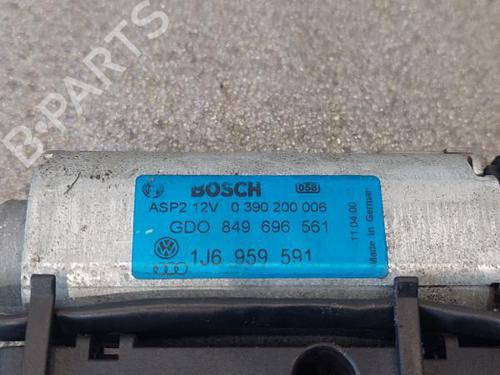 B-PARTS
BOSCH 058
ASP2 12V 0 390 200 006
GDO 849 696 561
1J6 959 591
11.04.00
Made in Germany
B-PARTS